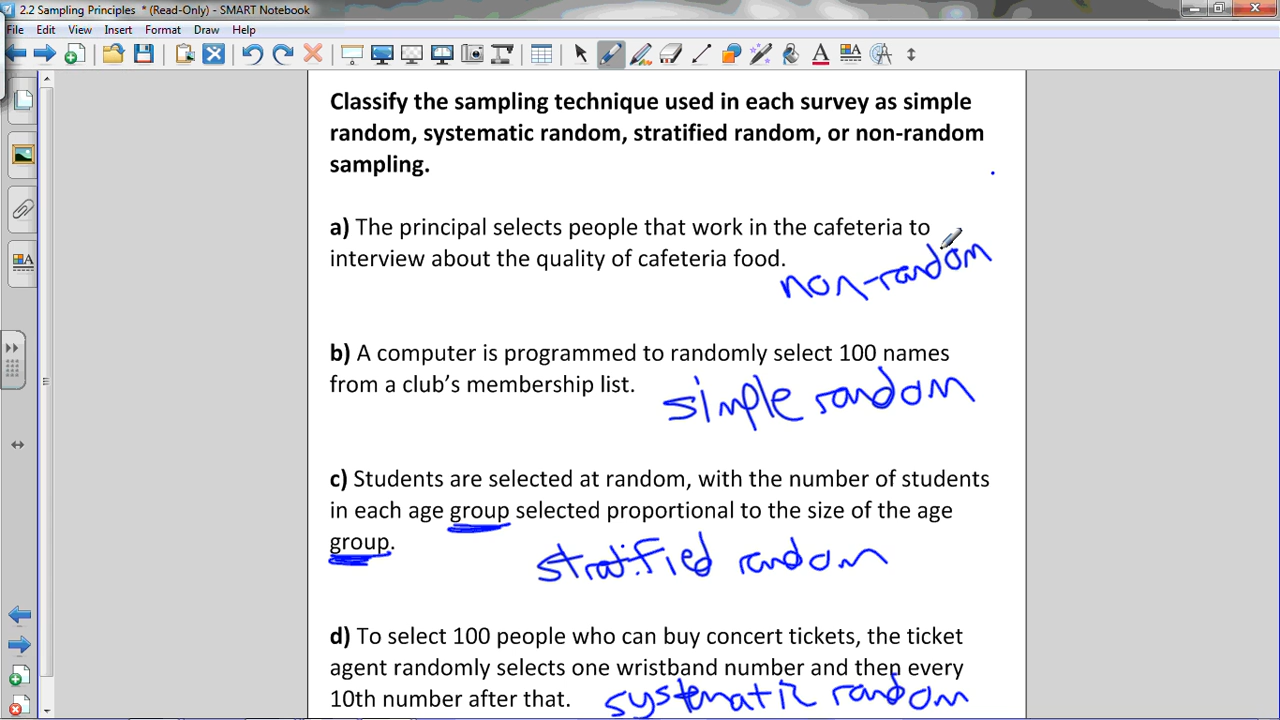 2.2 Sampling Principles * (Read-Only) - SMART Notebook
File Edit View Insert Format Draw Help
Classify the sampling technique used in each survey as simple
random, systematic random, stratified random, or non-random
sampling.
a) The principal selects people that work in the cafeteria to
interview about the quality of cafeteria food.
non-random
b) A computer is programmed to randomly select 100 names
from a club's membership list.
simple random
c) Students are selected at random, with the number of students
in each age group selected proportional to the size of the age
group.
stratified random
d) To select 100 people who can buy concert tickets, the ticket
agent randomly selects one wristband number and then every
10th number after that.
systematic random